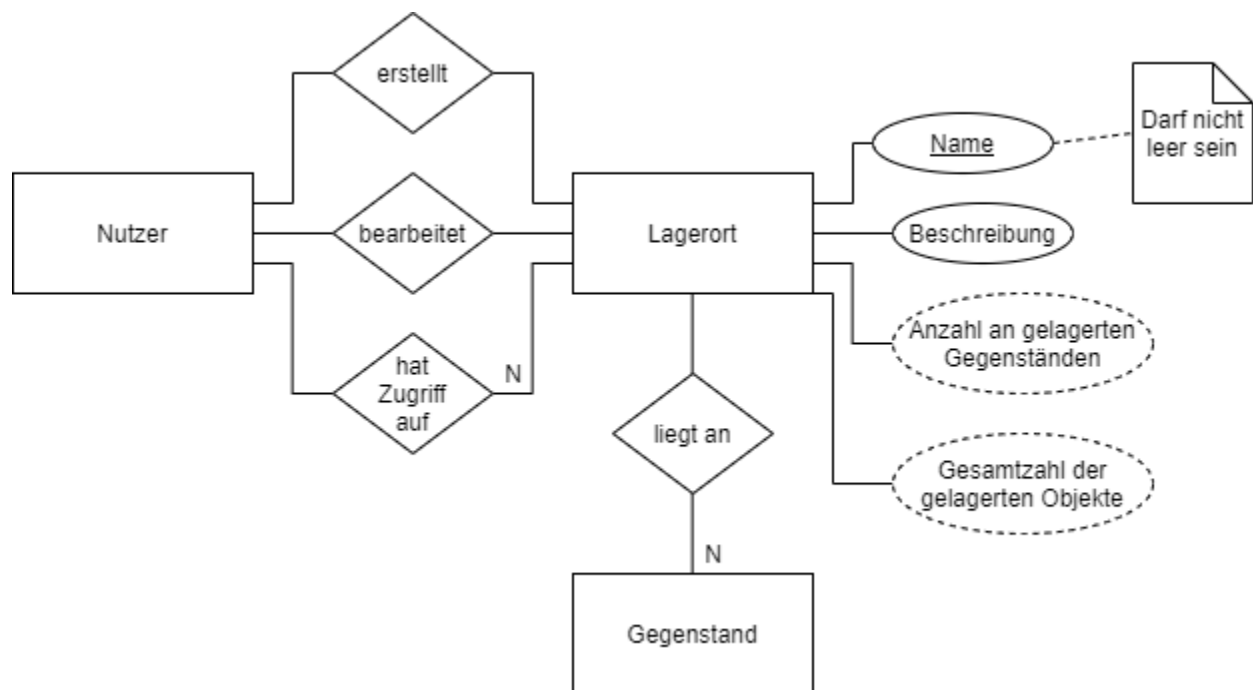 erstellt
Name
Darf nicht
leer sein
Nutzer
bearbeitet
Lagerort
Beschreibung
Anzahl an gelagerten
Gegenständen
hat
Zugriff
auf
N
liegt an
Gesamtzahl der
gelagerten Objekte
N
Gegenstand